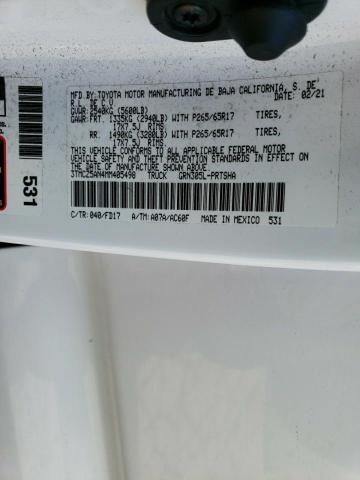 MFD. BY: TOYOTA MOTOR MANUFACTURING DE BAJA CALIFORNIA, S. DE
R.L. DE C.V. DATE: 02/21
GVWR: 2540KG (5600LB)
GAWR: FRT. 1335KG (2940LB) WITH P265/65R17 TIRES,
17X7.5J RIMS.
RR. 1490KG (3280LB) WITH P265/65R17 TIRES,
17X7.5J RIMS.
THIS VEHICLE CONFORMS TO ALL APPLICABLE FEDERAL MOTOR
VEHICLE SAFETY AND THEFT PREVENTION STANDARDS IN EFFECT ON
THE DATE OF MANUFACTURE SHOWN ABOVE.
3TMCZ5AN4MM405490 TRUCK GRN305L-PRTSHA
C/TR: 040/FD17 A/TM: A07A/AC60F MADE IN MEXICO 531
531